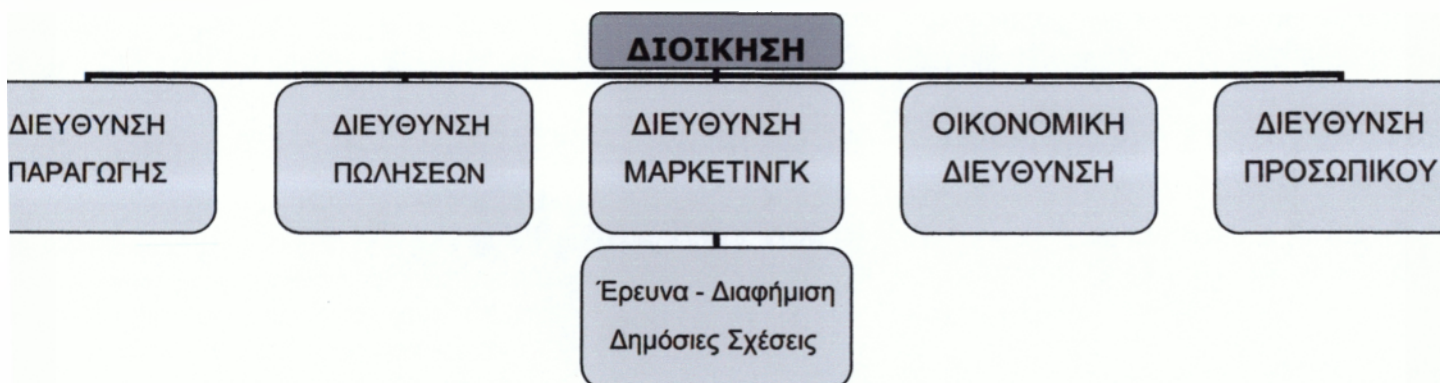 ΔΙΟΙΚΗΣΗ
ΔΙΕΥΘΥΝΣΗ
ΠΑΡΑΓΩΓΗΣ
ΔΙΕΥΘΥΝΣΗ
ΠΩΛΗΣΕΩΝ
ΔΙΕΥΘΥΝΣΗ
ΜΑΡΚΕΤΙΝΓΚ
ΟΙΚΟΝΟΜΙΚΗ
ΔΙΕΥΘΥΝΣΗ
ΔΙΕΥΘΥΝΣΗ
ΠΡΟΣΩΠΙΚΟΥ
Έρευνα - Διαφήμιση
Δημόσιες Σχέσεις